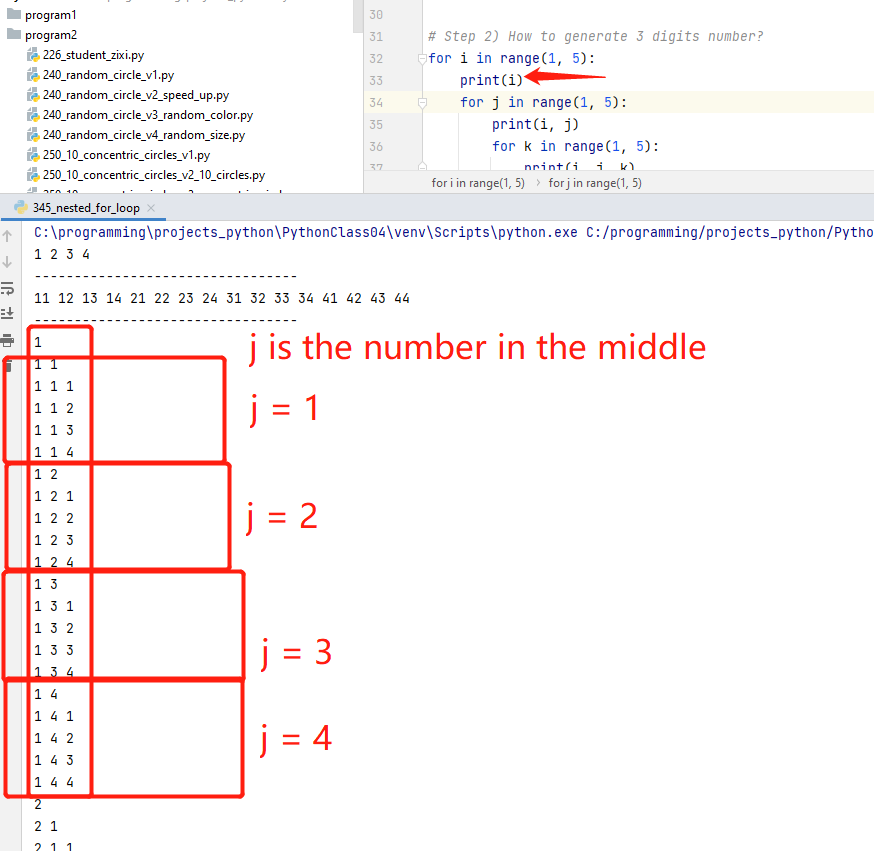 program1
program2
226_student_zixi.py
240_random_circle_v1.py
240_random_circle_v2_speed_up.py
240_random_circle_v3_random_color.py
240_random_circle_v4_random_size.py
250_10_concentric_circles_v1.py
250_10_concentric_circles_v2_10_circles.py
30
31 # Step 2) How to generate 3 digits number?
32 for i in range(1, 5):
33 print(i)
34 for j in range(1, 5):
35 print(i, j)
36 for k in range(1, 5):
37 print(i, j, k)
for i in range(1, 5) › for j in range(1, 5)
345_nested_for_loop
C:\programming\projects_python\PythonClass04\venv\Scripts\python.exe C:/programming/projects_python/Pytho
1 2 3 4
---------------------------------
11 12 13 14 21 22 23 24 31 32 33 34 41 42 43 44
---------------------------------
1
j is the number in the middle
1 1
1 1 1
1 1 2
j = 1
1 1 3
1 1 4
1 2
1 2 1
1 2 2
j = 2
1 2 3
1 2 4
1 3
1 3 1
1 3 2
1 3 3
j = 3
1 3 4
1 4
1 4 1
1 4 2
j = 4
1 4 3
1 4 4
2
2 1
2 1 1